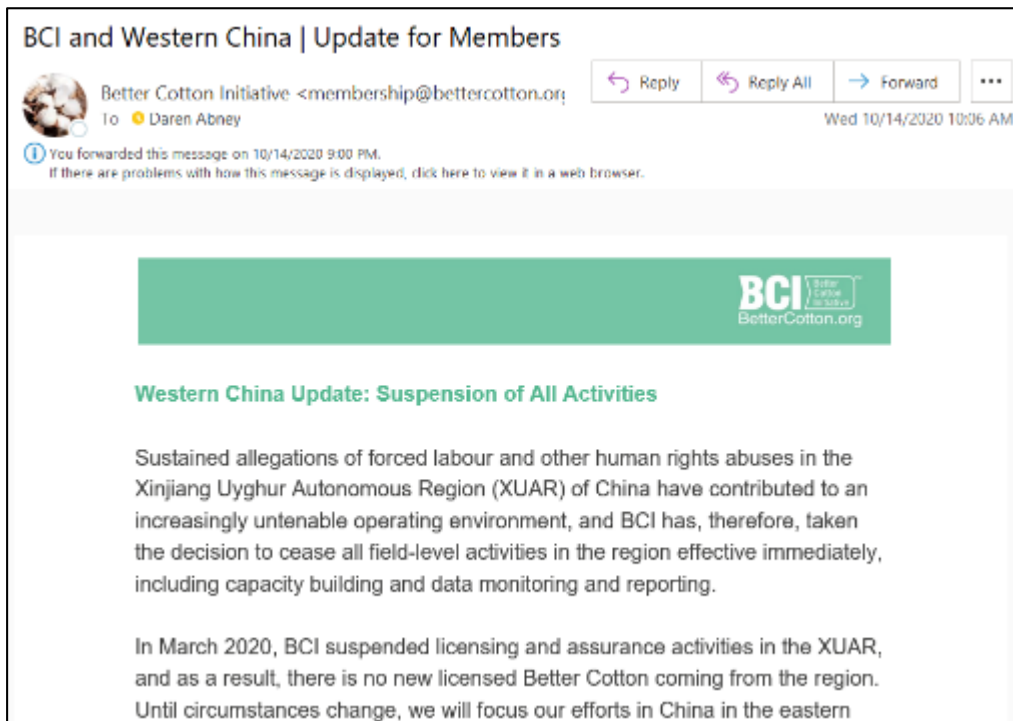 BCI and Western China | Update for Members
Better Cotton Initiative <membership@bettercotton.org
Reply
Reply All
Forward
To Daren Abney
Wed 10/14/2020 10:06 AM
You forwarded this message on 10/14/2020 9:00 PM.
If there are problems with how this message is displayed, click here to view it in a web browser.
BCI Better Cotton Initiative
BetterCotton.org
Western China Update: Suspension of All Activities
Sustained allegations of forced labour and other human rights abuses in the
Xinjiang Uyghur Autonomous Region (XUAR) of China have contributed to an
increasingly untenable operating environment, and BCI has, therefore, taken
the decision to cease all field-level activities in the region effective immediately,
including capacity building and data monitoring and reporting.
In March 2020, BCI suspended licensing and assurance activities in the XUAR,
and as a result, there is no new licensed Better Cotton coming from the region.
Until circumstances change, we will focus our efforts in China in the eastern